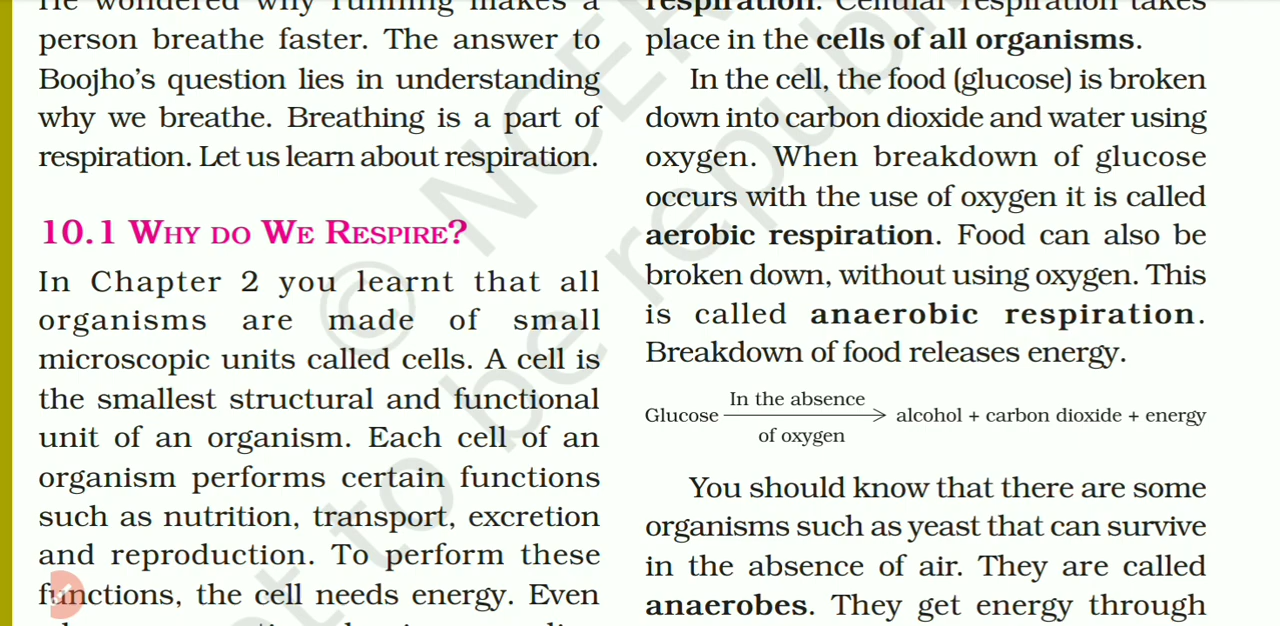 He wondered why running makes a
person breathe faster. The answer to
Boojho’s question lies in understanding
why we breathe. Breathing is a part of
respiration. Let us learn about respiration.
10.1 WHY DO WE RESPIRE?
In Chapter 2 you learnt that all
organisms are made of small
microscopic units called cells. A cell is
the smallest structural and functional
unit of an organism. Each cell of an
organism performs certain functions
such as nutrition, transport, excretion
and reproduction. To perform these
functions, the cell needs energy. Even
respiration. Cellular respiration takes
place in the cells of all organisms.
In the cell, the food (glucose) is broken
down into carbon dioxide and water using
oxygen. When breakdown of glucose
occurs with the use of oxygen it is called
aerobic respiration. Food can also be
broken down, without using oxygen. This
is called anaerobic respiration.
Breakdown of food releases energy.
In the absence
Glucose → alcohol + carbon dioxide + energy
of oxygen
You should know that there are some
organisms such as yeast that can survive
in the absence of air. They are called
anaerobes. They get energy through
© NCER
to be republi